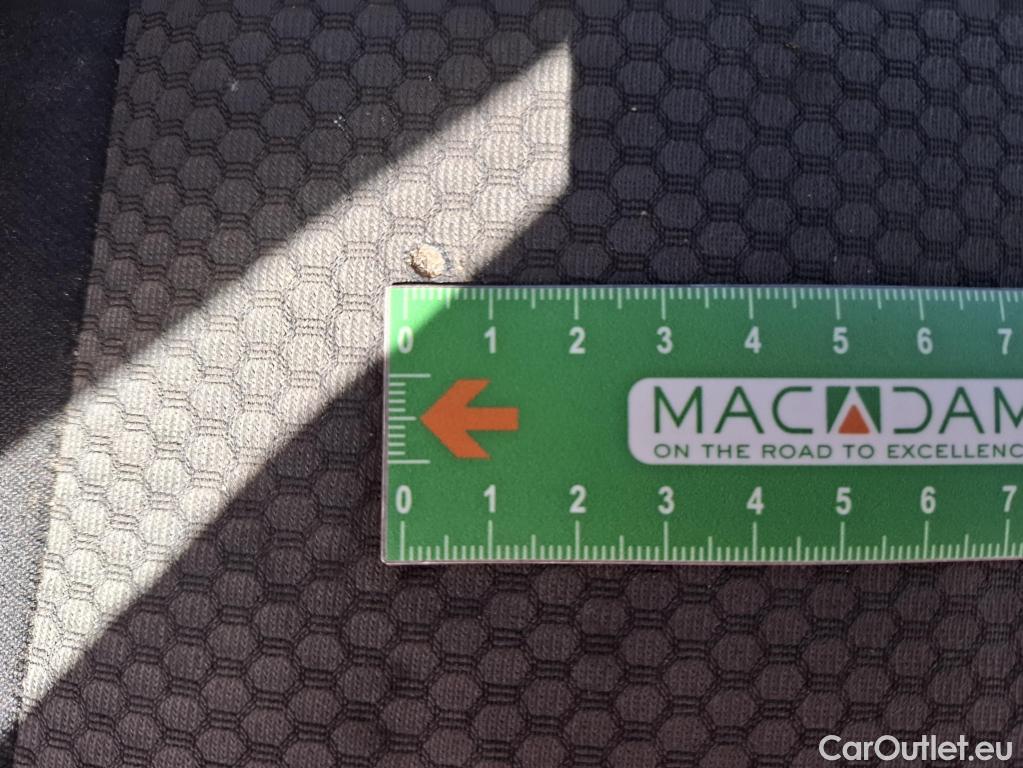 0 1 2 3 4 5 6 7
MACADAM
ON THE ROAD TO EXCELLENC
0 1 2 3 4 5 6 7
CarOutlet.eu